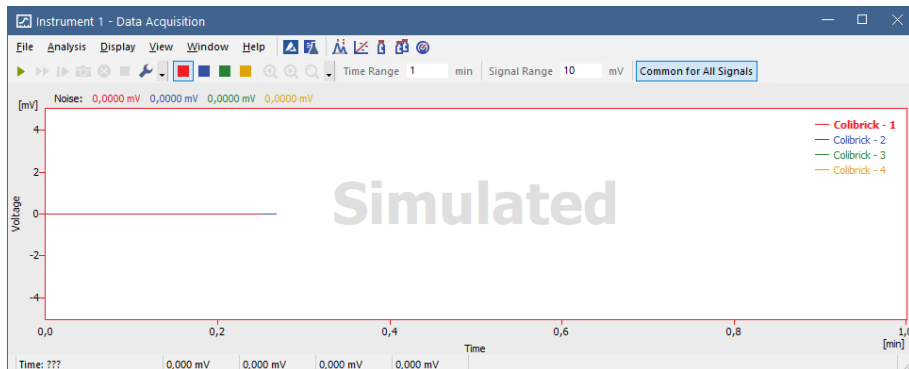 Instrument 1 - Data Acquisition
File Analysis Display View Window Help
Time Range 1 min Signal Range 10 mV Common for All Signals
[mV] Noise: 0,0000 mV 0,0000 mV 0,0000 mV 0,0000 mV
Colibrick - 1
Colibrick - 2
Colibrick - 3
Colibrick - 4
Simulated
4
2
0
-2
-4
Voltage
0,0 0,2 0,4 0,6 0,8 1,0
Time [min]
Time: ??? 0,000 mV 0,000 mV 0,000 mV 0,000 mV